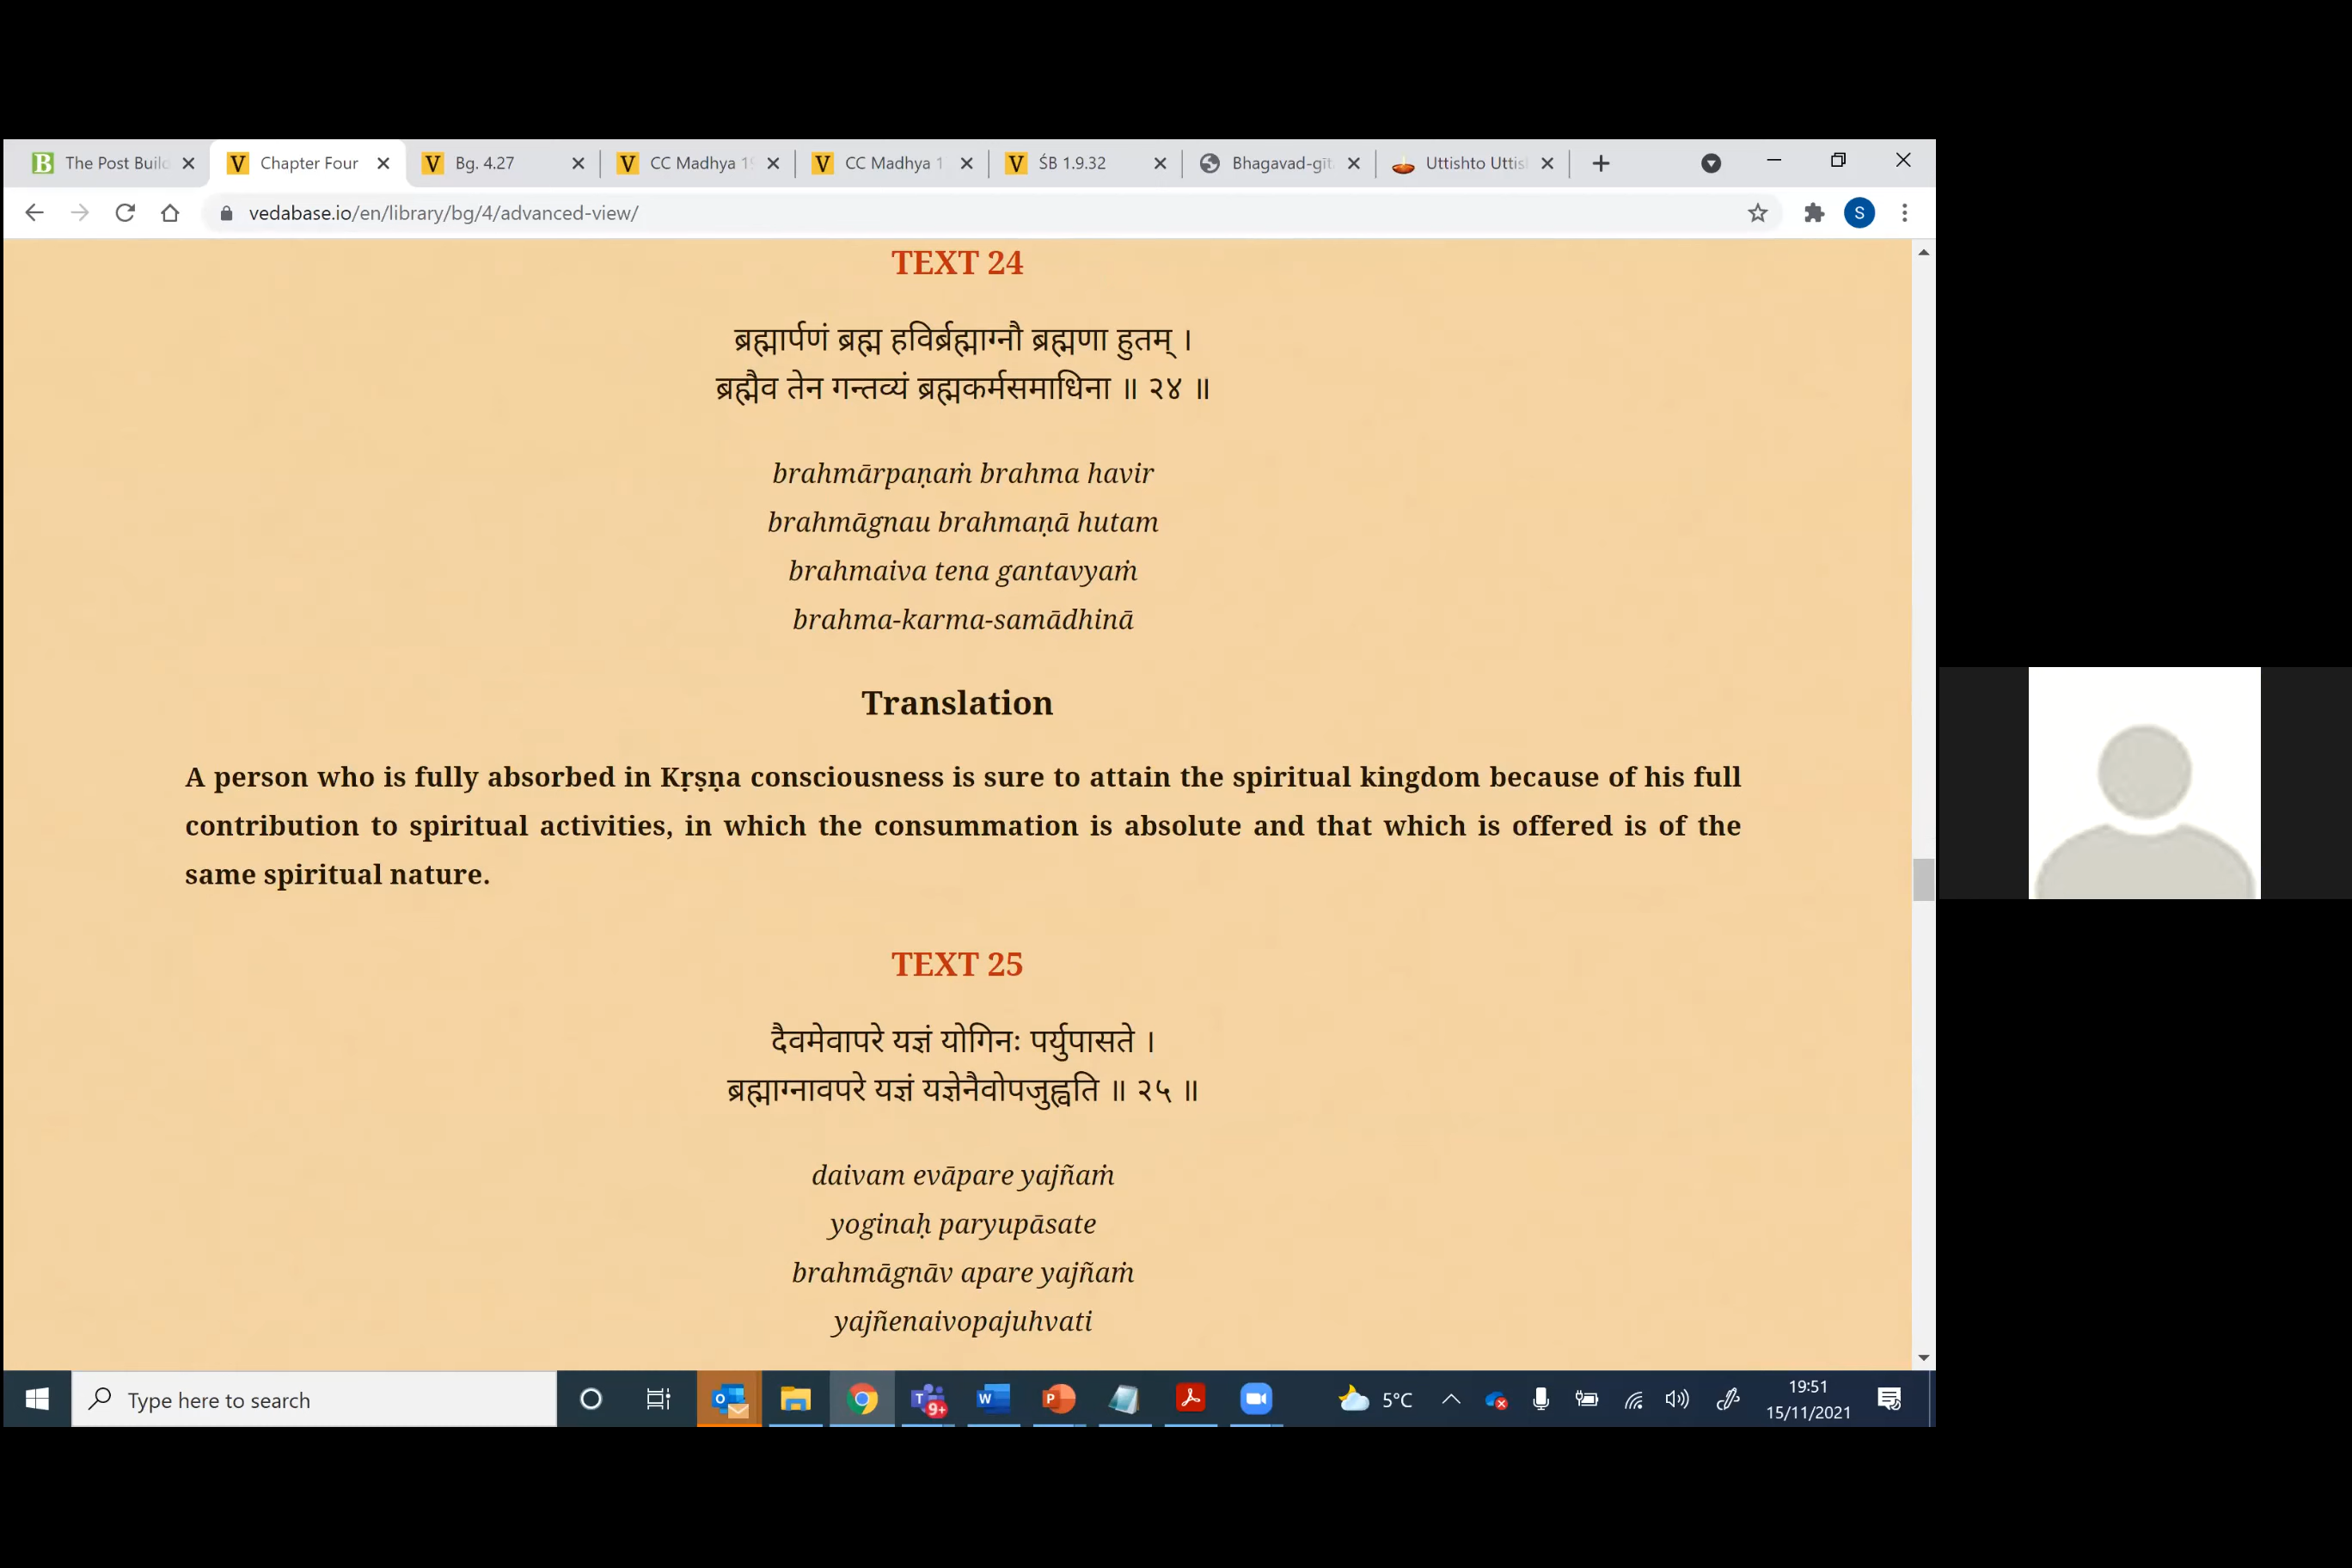 The Post Build
Chapter Four
Bg. 4.27
CC Madhya 19
CC Madhya 1
ŚB 1.9.32
Bhagavad-gīt
Uttishto Uttis
vedabase.io/en/library/bg/4/advanced-view/
S
TEXT 24
ब्रह्मार्पणं ब्रह्म हविर्ब्रह्माग्न‍ौ ब्रह्मणा हुतम् ।
ब्रह्मैव तेन गन्तव्यं ब्रह्मकर्मसमाधिना ॥ २४ ॥
brahmārpaṇaṁ brahma havir
brahmāgnau brahmaṇā hutam
brahmaiva tena gantavyaṁ
brahma-karma-samādhinā
Translation
A person who is fully absorbed in Kṛṣṇa consciousness is sure to attain the spiritual kingdom because of his full
contribution to spiritual activities, in which the consummation is absolute and that which is offered is of the
same spiritual nature.
TEXT 25
दैवमेवापरे यज्ञं योगिनः पर्युपासते ।
ब्रह्माग्नावपरे यज्ञं यज्ञेनैवोपजुह्वति ॥ २५ ॥
daivam evāpare yajñaṁ
yoginaḥ paryupāsate
brahmāgnāv apare yajñaṁ
yajñenaivopajuhvati
Type here to search
9+
5°C
19:51
15/11/2021